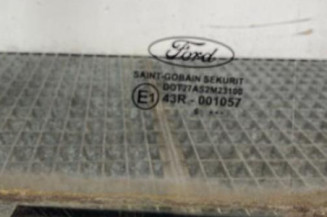 Ford
SAINT-GOBAIN SEKURIT
DOT27AS2M23100
E1 43R - 001057